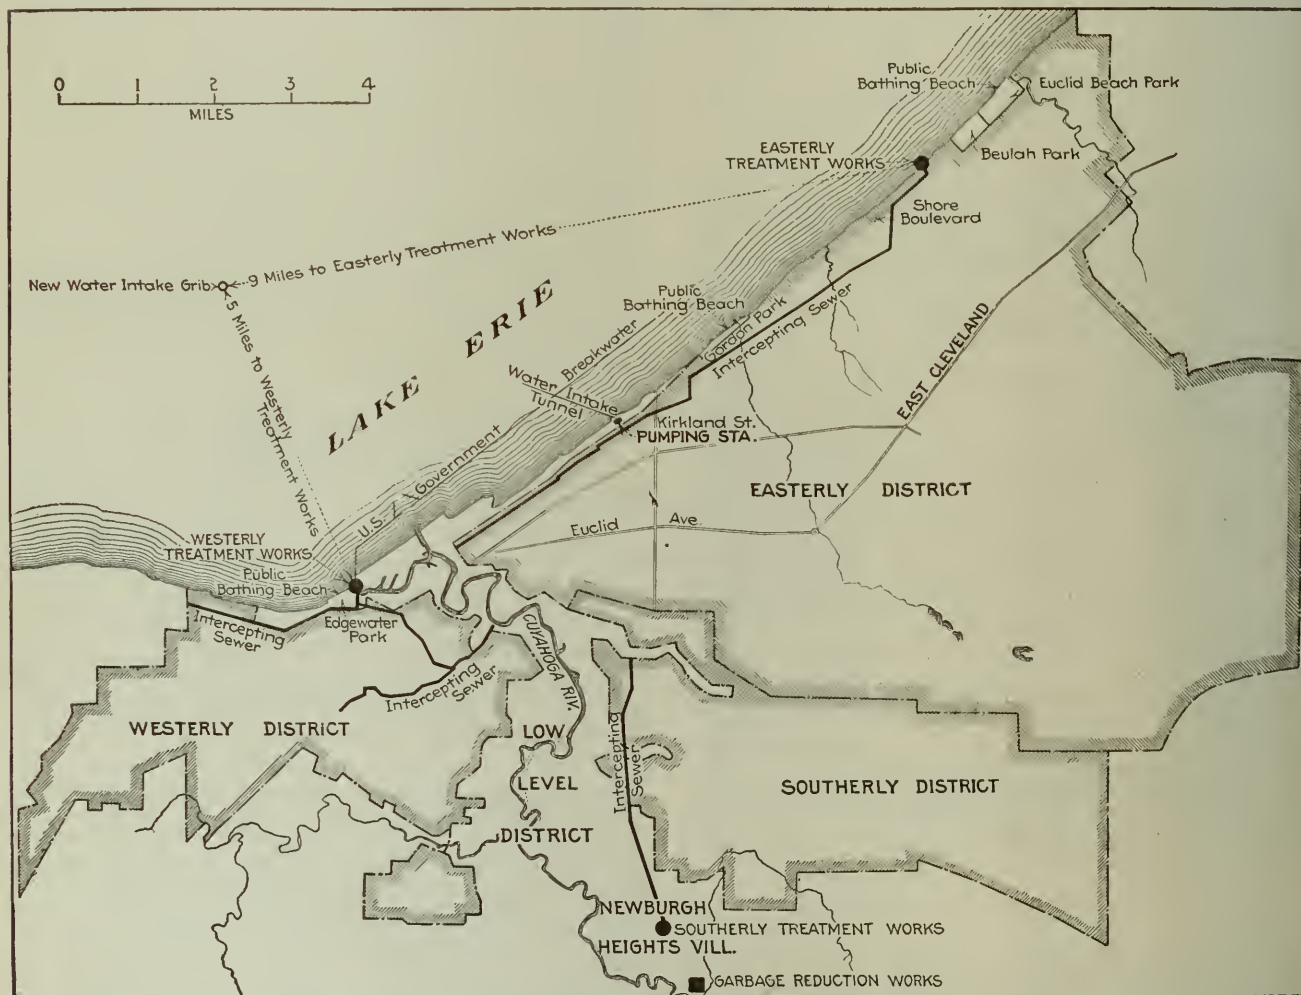 0 1 2 3 4
MILES
Public
Bathing Beach
Euclid Beach Park
Beulah Park
EASTERLY
TREATMENT WORKS
Shore
Boulevard
9 Miles to Easterly Treatment Works
New Water Intake Grib
5 Miles to Westerly
Treatment Works
LAKE ERIE
Public
Bathing Beach
Gordon Park
Intercepting Sewer
U.S. Government Breakwater
Water Intake
Tunnel
Kirkland St.
PUMPING STA.
EAST CLEVELAND
EASTERLY DISTRICT
Euclid Ave.
WESTERLY
TREATMENT WORKS
Public
Bathing Beach
Edgewater
Park
Intercepting
Sewer
Intercepting
Sewer
CUYAHOGA RIV.
WESTERLY DISTRICT
LOW
LEVEL
DISTRICT
Intercepting
Sewer
SOUTHERLY DISTRICT
NEWBURGH
HEIGHTS VILL.
SOUTHERLY TREATMENT WORKS
GARBAGE REDUCTION WORKS